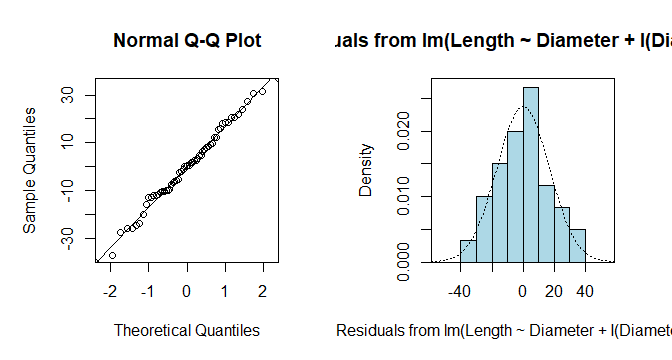 Normal Q-Q Plot
uals from lm(Length ~ Diameter + I(Dia
Sample Quantiles
30
10
-10
-30
-2 -1 0 1 2
Theoretical Quantiles
Density
0.020
0.010
0.000
-40 0 20 40
Residuals from lm(Length ~ Diameter + I(Diamete